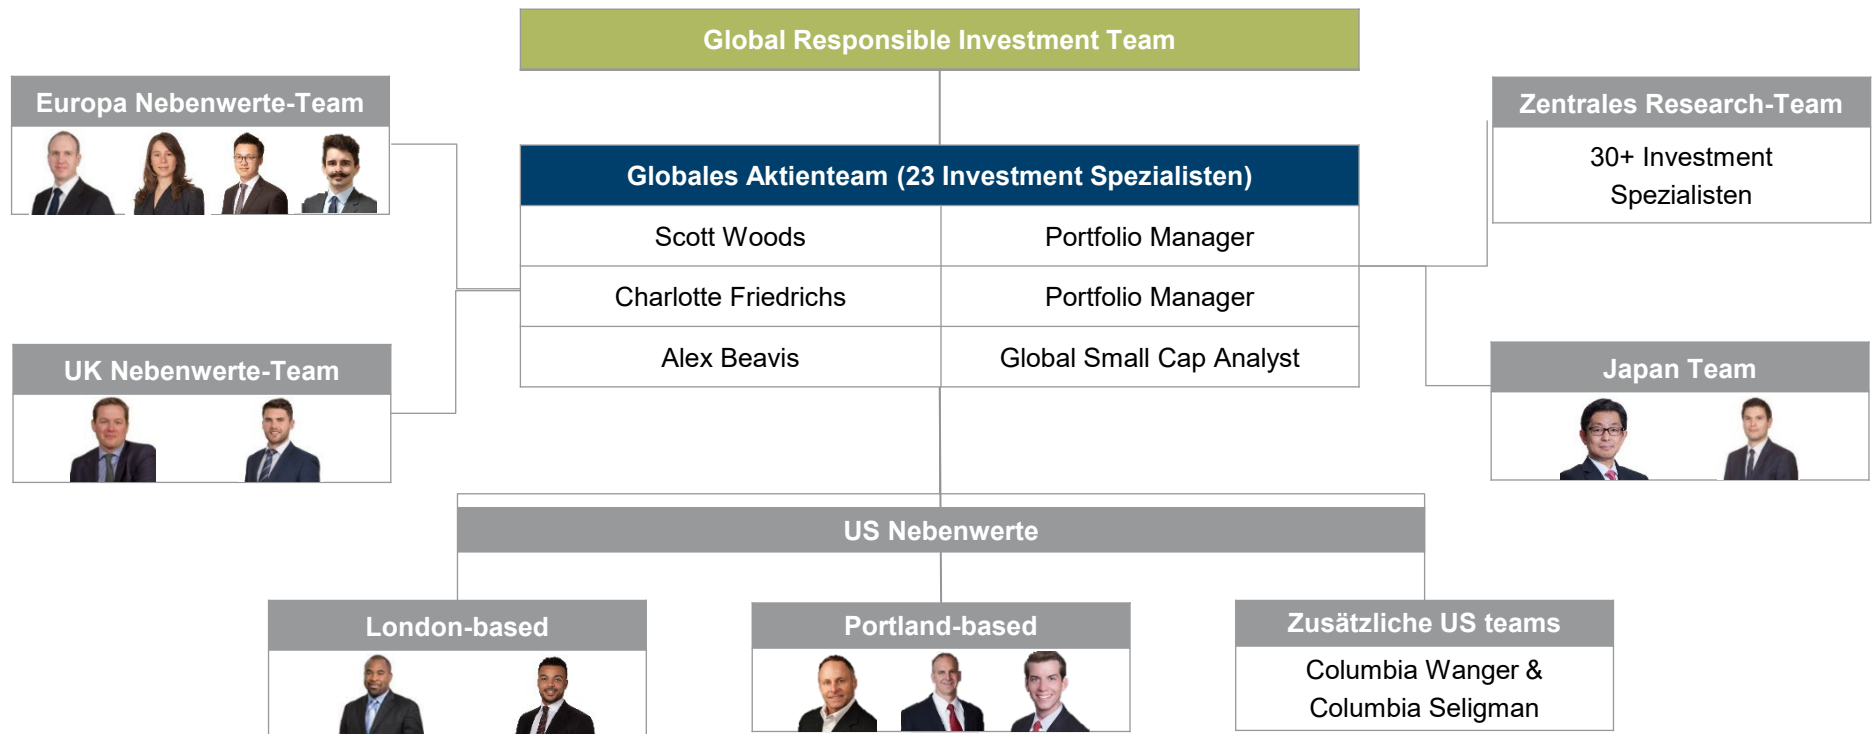 Global Responsible Investment Team
Europa Nebenwerte-Team
Zentrales Research-Team
30+ Investment
Spezialisten
Globales Aktienteam (23 Investment Spezialisten)
Scott Woods
Portfolio Manager
Charlotte Friedrichs
Portfolio Manager
Alex Beavis
Global Small Cap Analyst
UK Nebenwerte-Team
Japan Team
US Nebenwerte
London-based
Portland-based
Zusätzliche US teams
Columbia Wanger &
Columbia Seligman